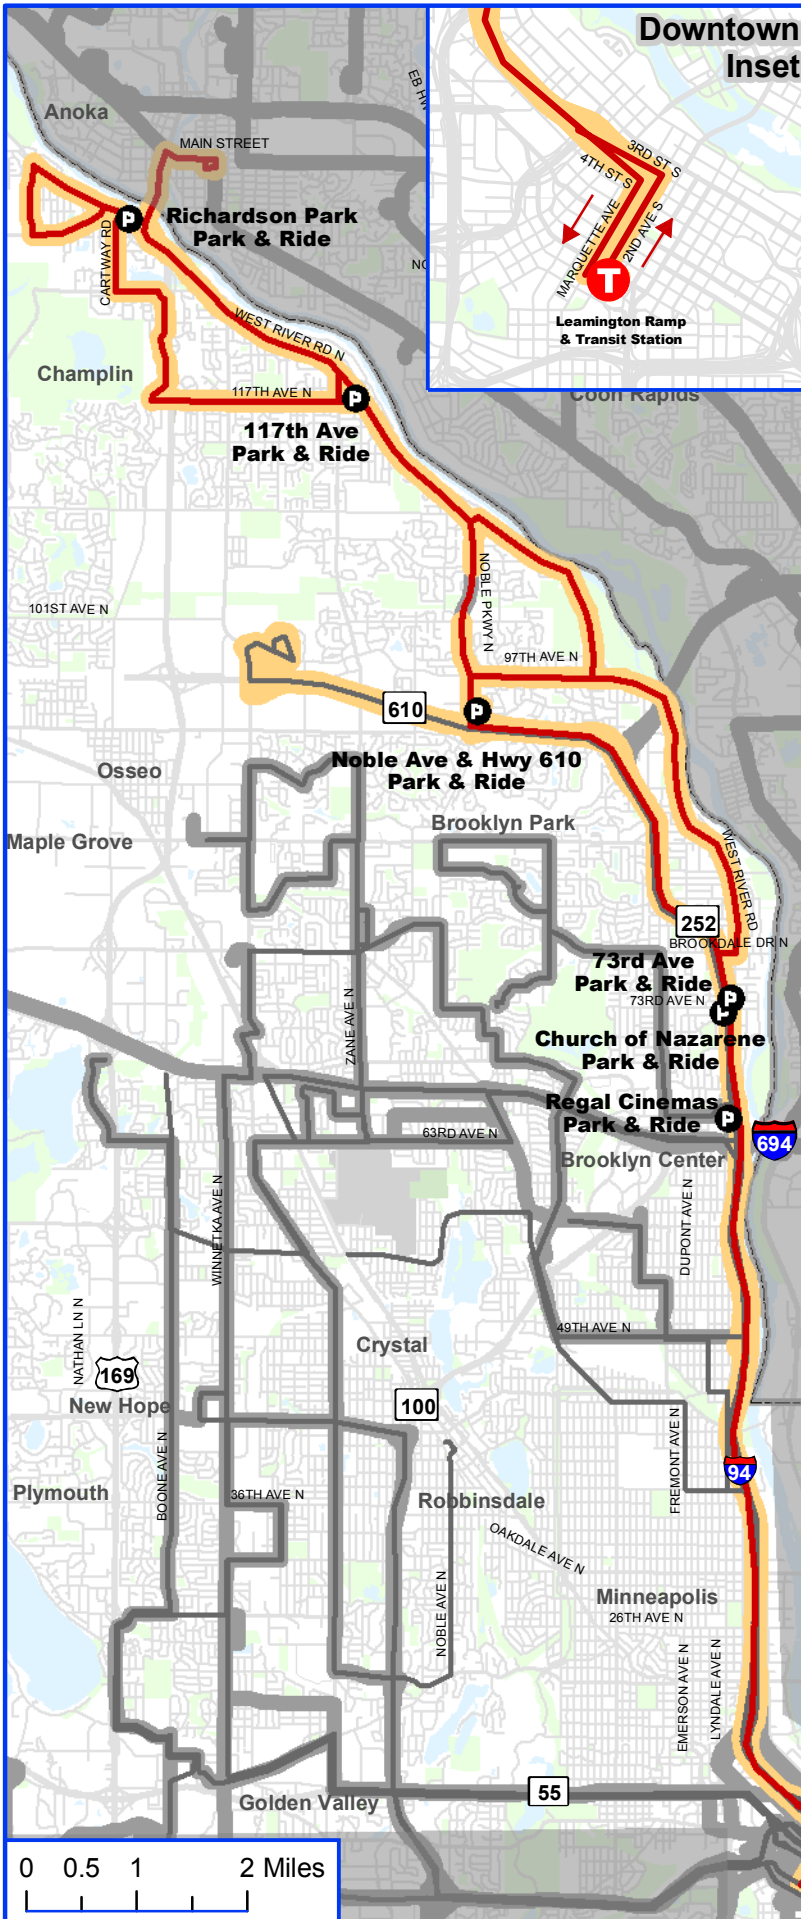 Downtown
Inset
3RD ST S
4TH ST S
MARQUETTE AVE
2ND AVE S
T
Leamington Ramp
& Transit Station
Anoka
MAIN STREET
P
Richardson Park
Park & Ride
CARTWAY RD
WEST RIVER RD N
Champlin
117TH AVE N
P
117th Ave
Park & Ride
Coon Rapids
NOBLE PKWY N
101ST AVE N
97TH AVE N
610
P
Noble Ave & Hwy 610
Park & Ride
Osseo
Maple Grove
Brooklyn Park
WEST RIVER RD
252
BROOKDALE DR N
73rd Ave
Park & Ride
73RD AVE N
P
P
Church of Nazarene
Park & Ride
ZANE AVE N
Regal Cinemas
Park & Ride
P
63RD AVE N
694
Brooklyn Center
WINNETKA AVE N
DUPONT AVE N
NATHAN LN N
49TH AVE N
Crystal
169
100
New Hope
BOONE AVE N
FREMONT AVE N
94
Plymouth
36TH AVE N
Robbinsdale
OAKDALE AVE N
NOBLE AVE N
Minneapolis
26TH AVE N
EMERSON AVE N
LYNDALE AVE N
55
Golden Valley
0 0.5 1 2 Miles